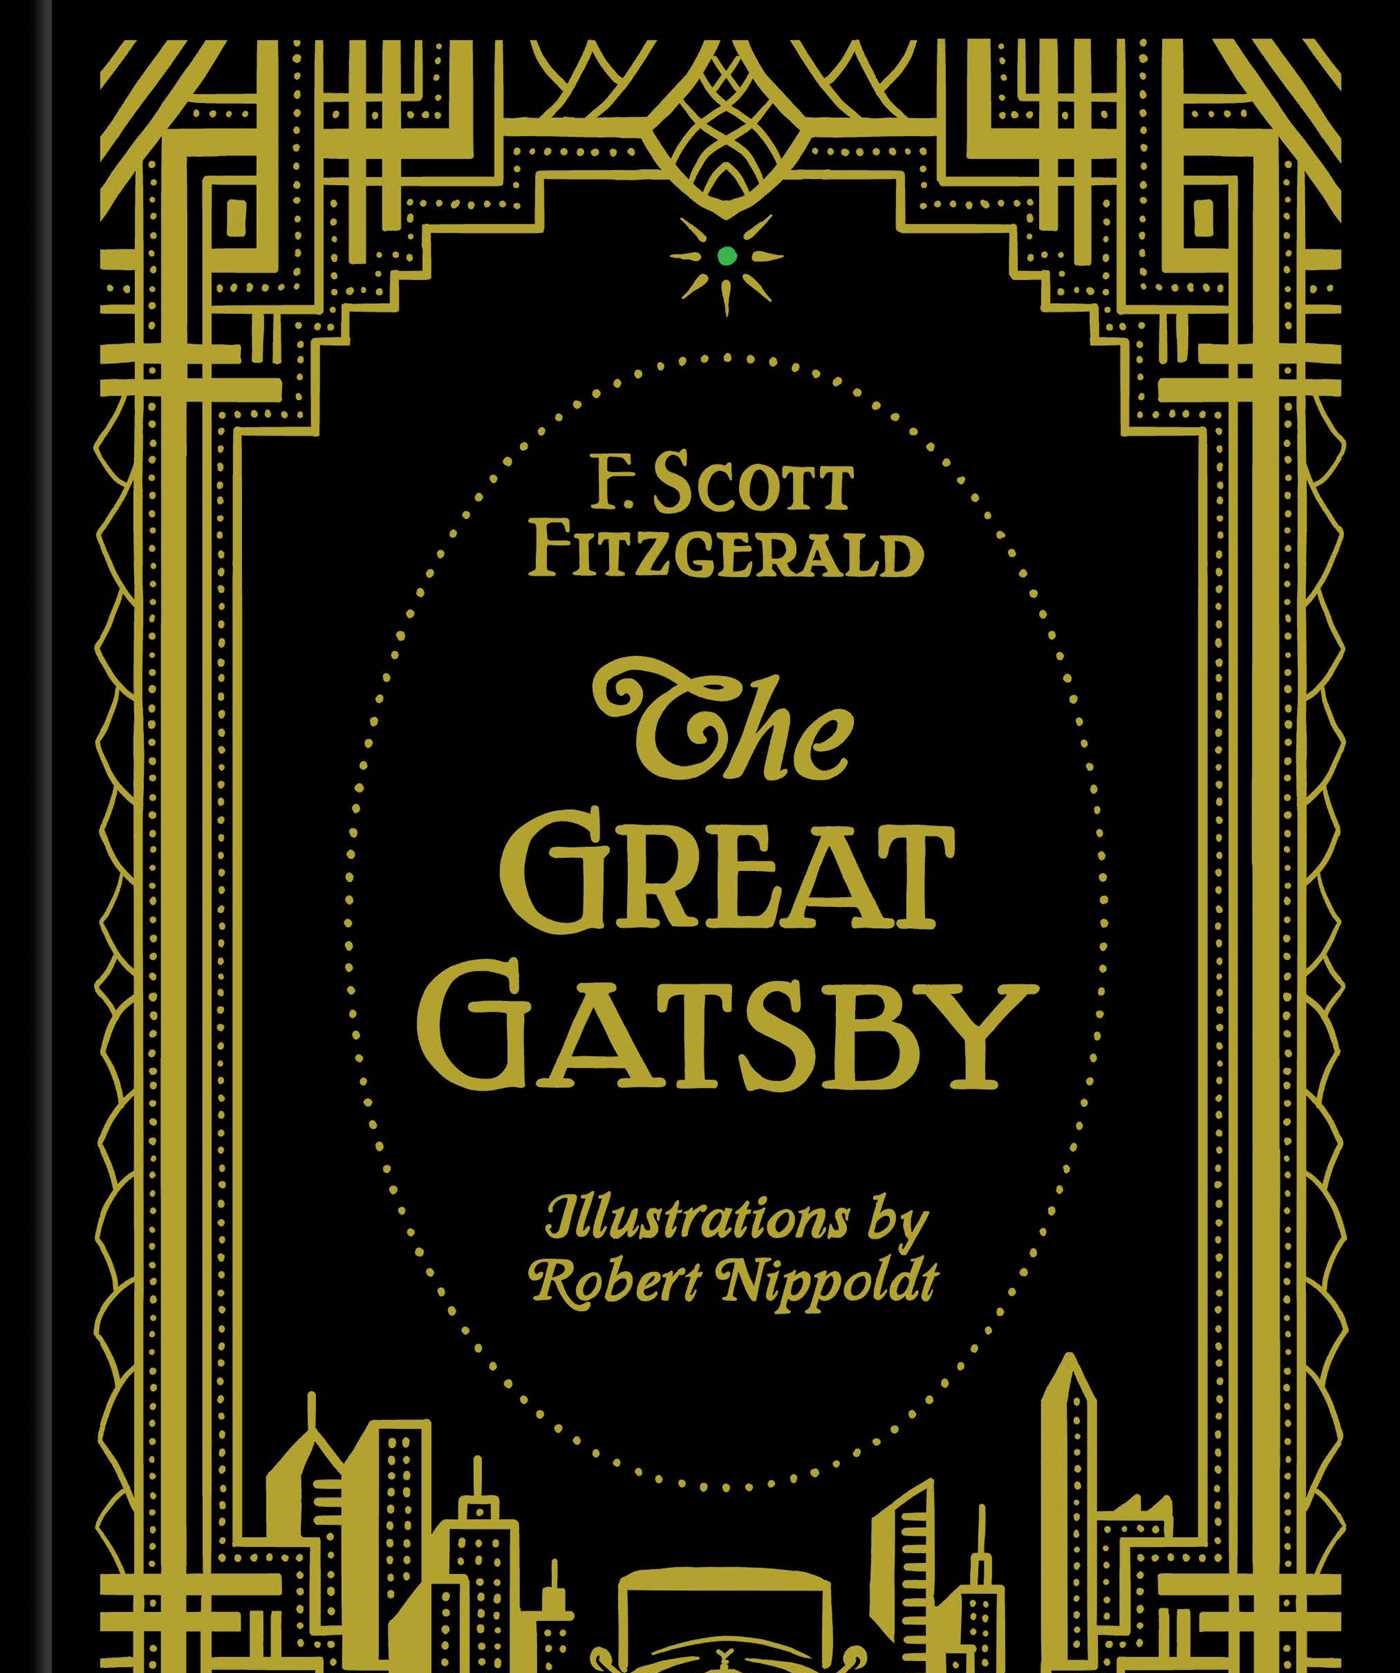 F. SCOTT
FITZGERALD
The
GREAT
GATSBY
Illustrations by
Robert Nippoldt